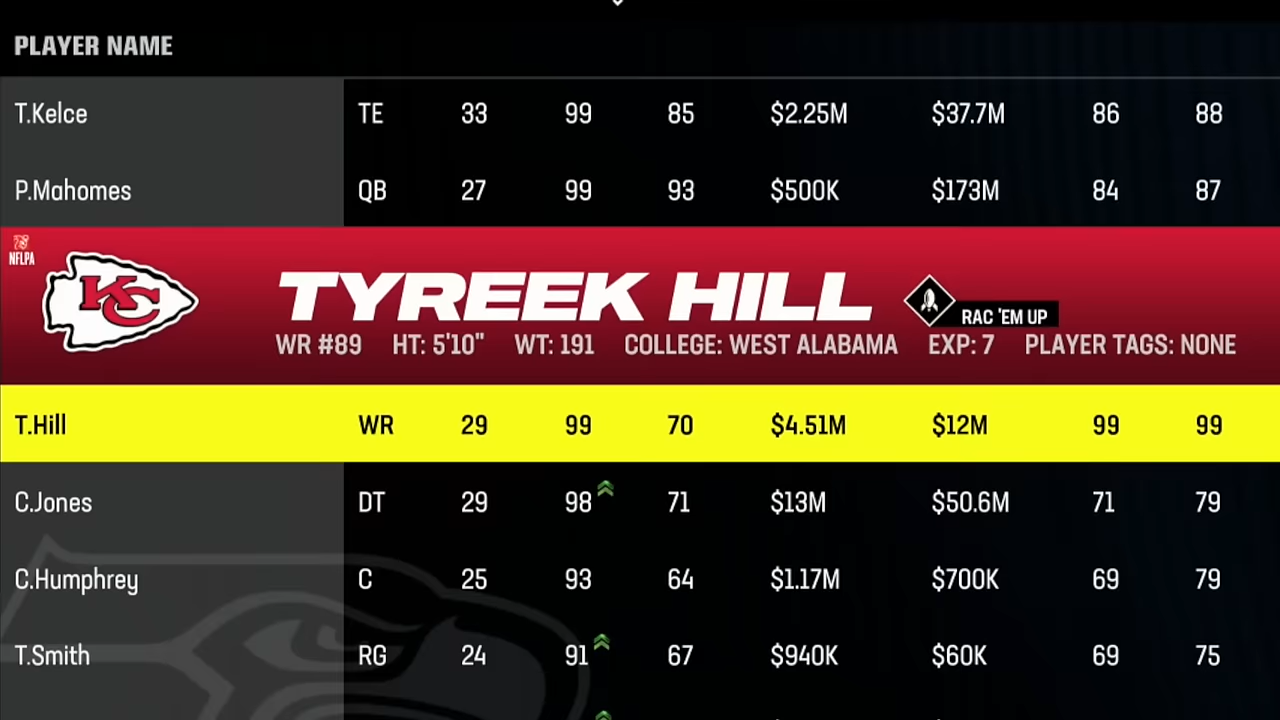 PLAYER NAME
T.Kelce TE 33 99 85 $2.25M $37.7M 86 88
P.Mahomes QB 27 99 93 $500K $173M 84 87
NFLPA
KC
TYREEK HILL
RAC 'EM UP
WR #89 HT: 5'10" WT: 191 COLLEGE: WEST ALABAMA EXP: 7 PLAYER TAGS: NONE
T.Hill WR 29 99 70 $4.51M $12M 99 99
C.Jones DT 29 98 71 $13M $50.6M 71 79
C.Humphrey C 25 93 64 $1.17M $700K 69 79
T.Smith RG 24 91 67 $940K $60K 69 75